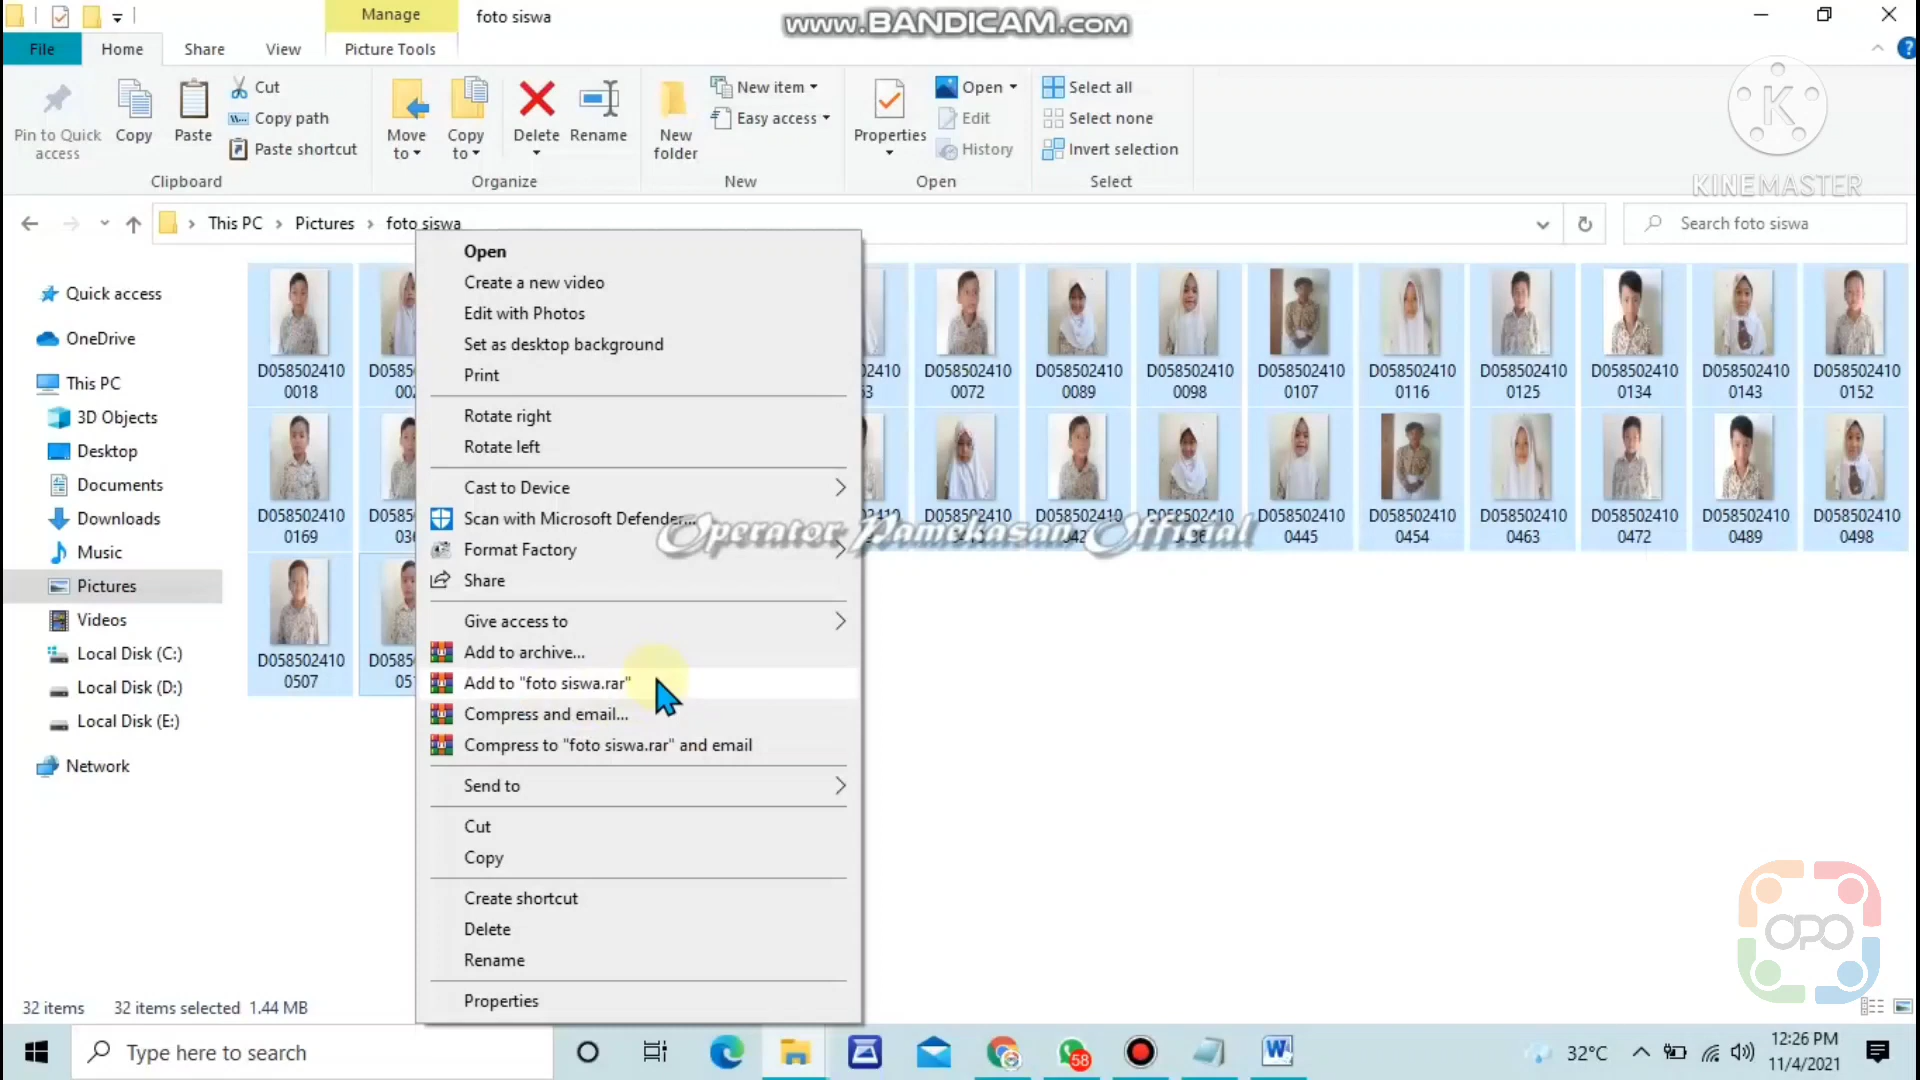 Manage
foto siswa
www.BANDICAM.com
File
Home
Share
View
Picture Tools
Pin to Quick access
Copy
Paste
Cut
Copy path
Paste shortcut
Clipboard
Move to
Copy to
Delete
Rename
Organize
New folder
New item
Easy access
New
Properties
Open
Edit
History
Open
Select all
Select none
Invert selection
Select
K
KINEMASTER
This PC
Pictures
foto siswa
Search foto siswa
Quick access
OneDrive
This PC
3D Objects
Desktop
Documents
Downloads
Music
Pictures
Videos
Local Disk (C:)
Local Disk (D:)
Local Disk (E:)
Network
D058502410 0018
D058502410 0072
D058502410 0089
D058502410 0098
D058502410 0107
D058502410 0116
D058502410 0125
D058502410 0134
D058502410 0143
D058502410 0152
D058502410 0169
D058502410 0445
D058502410 0454
D058502410 0463
D058502410 0472
D058502410 0489
D058502410 0498
D058502410 0507
Open
Create a new video
Edit with Photos
Set as desktop background
Print
Rotate right
Rotate left
Cast to Device
Scan with Microsoft Defender...
Format Factory
Share
Give access to
Add to archive...
Add to "foto siswa.rar"
Compress and email...
Compress to "foto siswa.rar" and email
Send to
Cut
Copy
Create shortcut
Delete
Rename
Properties
Operator Pamekasan Official
OPO
32 items
32 items selected 1.44 MB
Type here to search
58
32°C
12:26 PM
11/4/2021